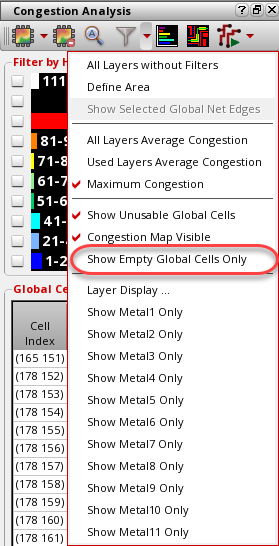 Congestion Analysis
Filter by H
111
81-9
71-8
61-7
51-6
41-
21-4
1-2
All Layers without Filters
Define Area
Show Selected Global Net Edges
All Layers Average Congestion
Used Layers Average Congestion
Maximum Congestion
Show Unusable Global Cells
Congestion Map Visible
Show Empty Global Cells Only
Layer Display ...
Show Metal1 Only
Show Metal2 Only
Show Metal3 Only
Show Metal4 Only
Show Metal5 Only
Show Metal6 Only
Show Metal7 Only
Show Metal8 Only
Show Metal9 Only
Show Metal10 Only
Show Metal11 Only
Global Ce
Cell
Index
(165 151)
(178 152)
(178 153)
(178 154)
(178 155)
(178 156)
(178 157)
(178 158)
(178 159)
(178 160)
(178 161)